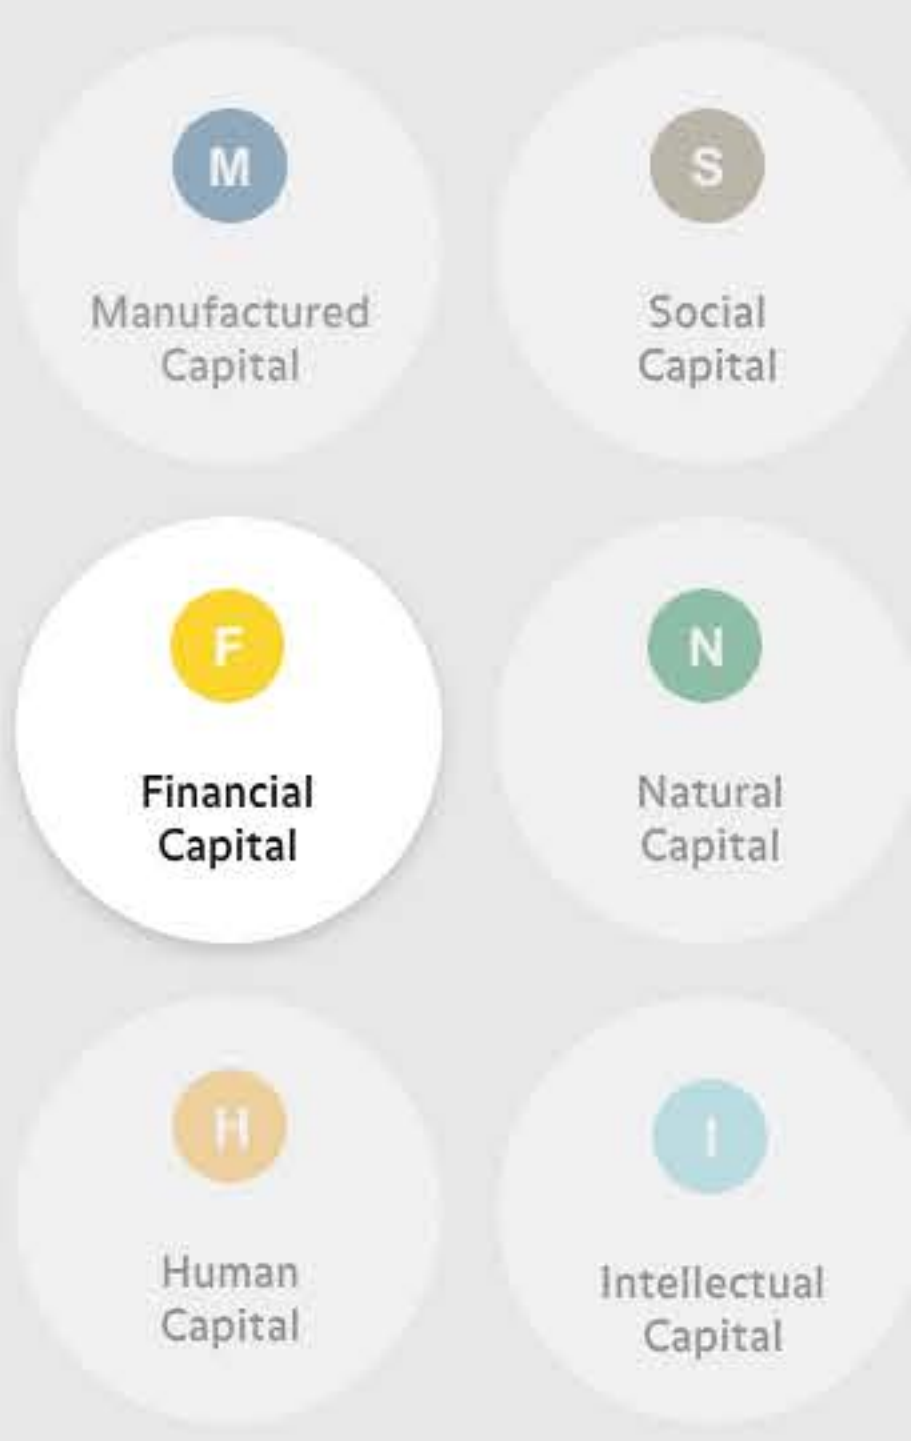 M
Manufactured
Capital
S
Social
Capital
F
Financial
Capital
N
Natural
Capital
H
Human
Capital
I
Intellectual
Capital